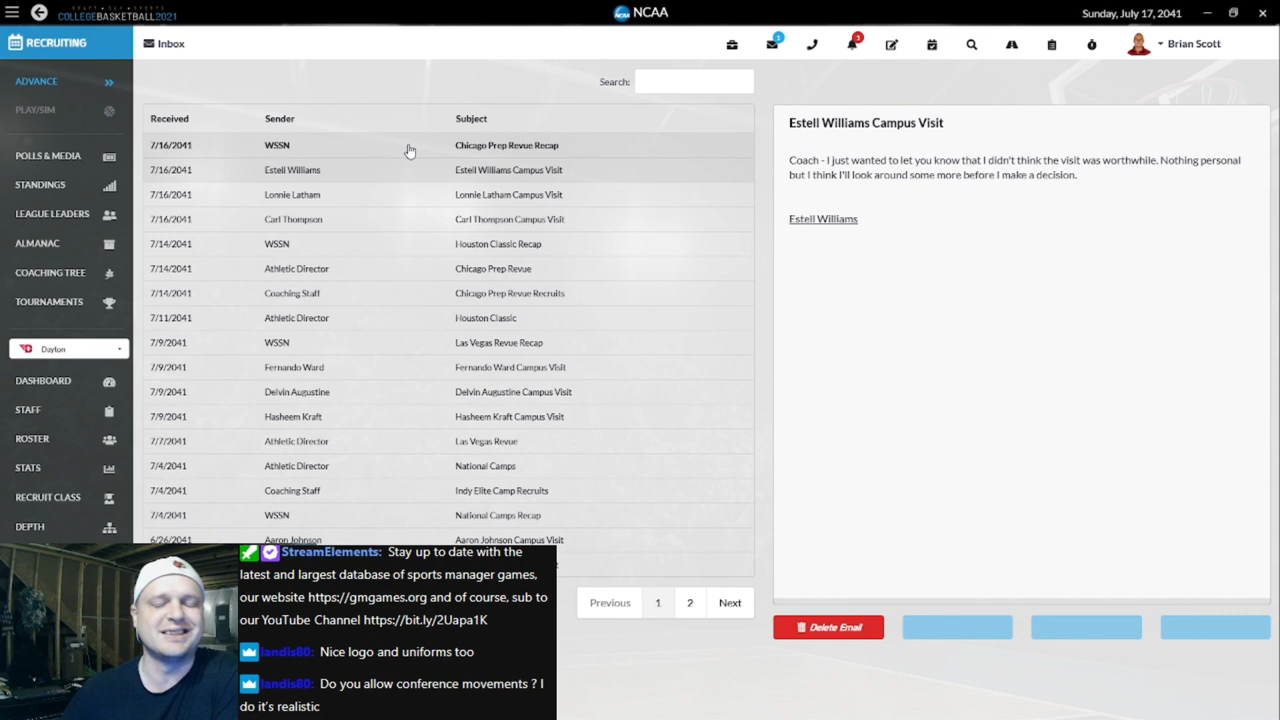 DRAFT DAY SPORTS
COLLEGEBASKETBALL2021
NCAA
Sunday, July 17, 2041
RECRUITING
Inbox
1
1
Brian Scott
ADVANCE
PLAY/SIM
POLLS & MEDIA
STANDINGS
LEAGUE LEADERS
ALMANAC
COACHING TREE
TOURNAMENTS
Dayton
DASHBOARD
STAFF
ROSTER
STATS
RECRUIT CLASS
DEPTH
Search:
Received Sender Subject
7/16/2041 WSSN Chicago Prep Revue Recap
7/16/2041 Estell Williams Estell Williams Campus Visit
7/16/2041 Lonnie Latham Lonnie Latham Campus Visit
7/16/2041 Carl Thompson Carl Thompson Campus Visit
7/14/2041 WSSN Houston Classic Recap
7/14/2041 Athletic Director Chicago Prep Revue
7/14/2041 Coaching Staff Chicago Prep Revue Recruits
7/11/2041 Athletic Director Houston Classic
7/9/2041 WSSN Las Vegas Revue Recap
7/9/2041 Fernando Ward Fernando Ward Campus Visit
7/9/2041 Delvin Augustine Delvin Augustine Campus Visit
7/9/2041 Hasheem Kraft Hasheem Kraft Campus Visit
7/7/2041 Athletic Director Las Vegas Revue
7/4/2041 Athletic Director National Camps
7/4/2041 Coaching Staff Indy Elite Camp Recruits
7/4/2041 WSSN National Camps Recap
6/26/2041 Aaron Johnson Aaron Johnson Campus Visit
Previous 1 2 Next
Estell Williams Campus Visit
Coach - I just wanted to let you know that I didn't think the visit was worthwhile. Nothing personal
but I think I'll look around some more before I make a decision.
Estell Williams
Delete Email
StreamElements: Stay up to date with the
latest and largest database of sports manager games,
our website https://gmgames.org and of course, sub to
our YouTube Channel https://bit.ly/2Uapa1K
landis80: Nice logo and uniforms too
landis80: Do you allow conference movements ? I
do it's realistic